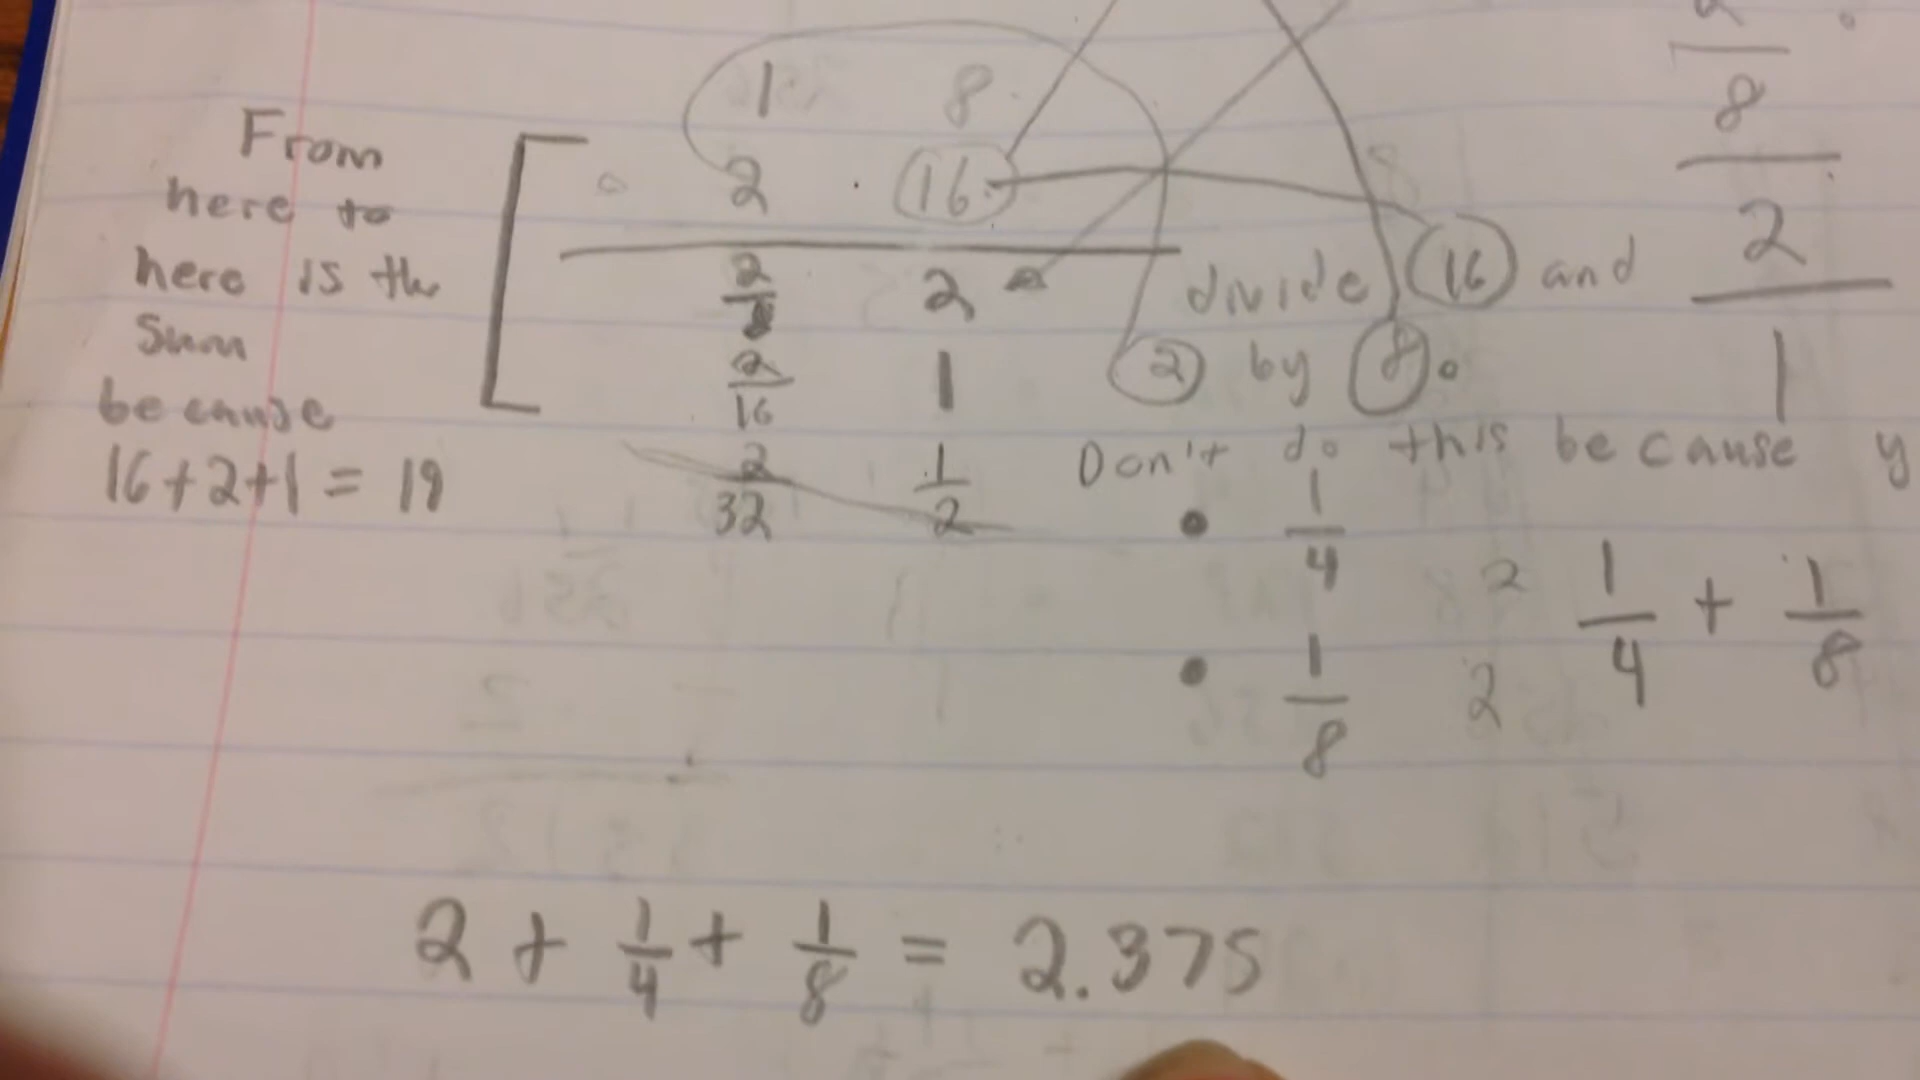 1 8
2 . 16
2/8 2
2/16 1
2/32 1/2
From
here to
here is the
Sum
because
16+2+1 = 19
divide 16 and
2 by 8.
Don't do this because y
• 1/4
• 1/8
2 1/4 + 1/8
2
8
2
1
2 + 1/4 + 1/8 = 2.375